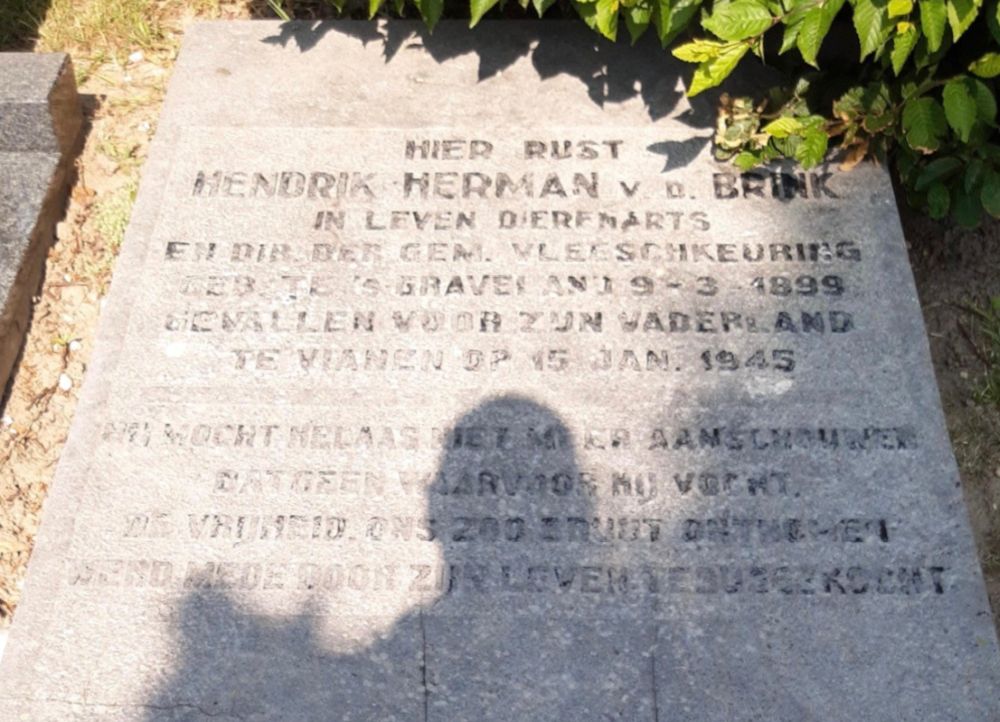 HIER RUST
HENDRIK HERMAN V. D. BRINK
IN LEVEN DIERENARTS
EN DIR. DER GEM. VLEESCHKEURING
GEB. TE 'S GRAVELAND 9-3-1899
GEVALLEN VOOR ZIJN VADERLAND
TE VIANEN OP 15 JAN. 1945
HIJ MOCHT HELAAS NIET MEER AANSCHOUWEN
DATGEEN WAARVOOR HIJ VOCHT.
DE VRIJHEID, ONS ZOO BRUUT ONTNOMEN
WERD MEDE DOOR ZIJN LEVEN TERUGGEKOCHT